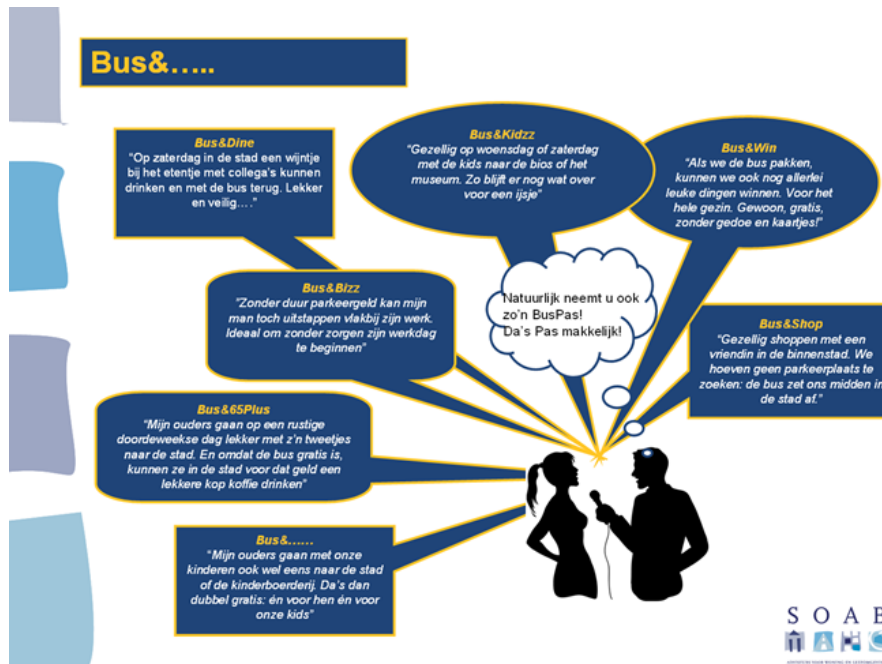 Bus&.....
Bus&Dine
“Op zaterdag in de stad een wijntje
bij het etentje met collega's kunnen
drinken en met de bus terug. Lekker
en veilig….”
Bus&Kidzz
“Gezellig op woensdag of zaterdag
met de kids naar de bios of het
museum. Zo blijft er nog wat over
voor een ijsje”
Bus&Win
“Als we de bus pakken,
kunnen we ook nog allerlei
leuke dingen winnen. Voor het
hele gezin. Gewoon, gratis,
zonder gedoe en kaartjes!”
Bus&Bizz
“Zonder duur parkeergeld kan mijn
man toch uitstappen vlakbij zijn werk.
Ideaal om zonder zorgen zijn werkdag
te beginnen”
Natuurlijk neemt u ook
zo'n BusPas!
Da's Pas makkelijk!
Bus&Shop
“Gezellig shoppen met een
vriendin in de binnenstad. We
hoeven geen parkeerplaats te
zoeken: de bus zet ons midden in
de stad af.”
Bus&65Plus
“Mijn ouders gaan op een rustige
doordeweekse dag lekker met z'n tweetjes
naar de stad. En omdat de bus gratis is,
kunnen ze in de stad voor dat geld een
lekkere kop koffie drinken”
Bus&……
“Mijn ouders gaan met onze
kinderen ook wel eens naar de stad
of de kinderboerderij. Da's dan
dubbel gratis: én voor hen én voor
onze kids”
SOAB